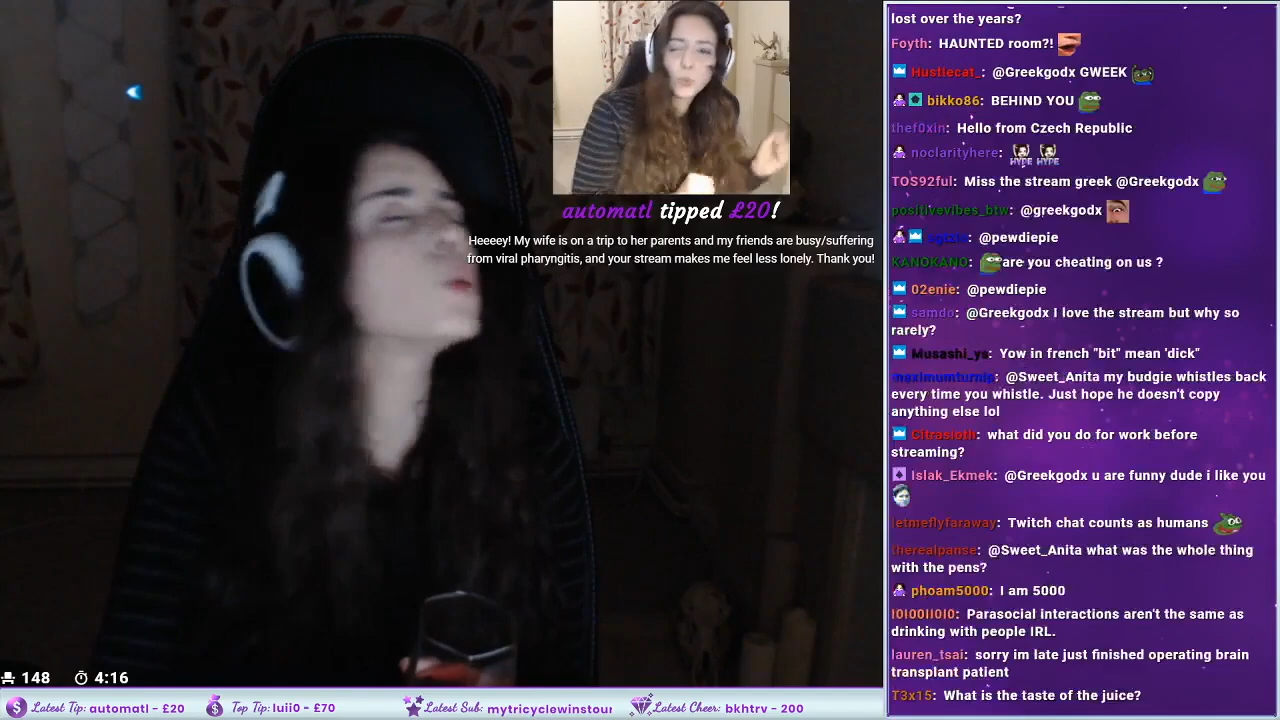 automatl tipped £20!
Heeeey! My wife is on a trip to her parents and my friends are busy/suffering
from viral pharyngitis, and your stream makes me feel less lonely. Thank you!
lost over the years?
Foyth: HAUNTED room?!
Hustlecat_: @Greekgodx GWEEK
bikko86: BEHIND YOU
thef0xin: Hello from Czech Republic
noclarityhere: HYPE HYPE
TOS92ful: Miss the stream greek @Greekgodx
positivevibes_btw: @greekgodx
@pewdiepie
KANOKANO: are you cheating on us ?
02enie: @pewdiepie
samdo: @Greekgodx I love the stream but why so
rarely?
Musashi_ys: Yow in french "bit" mean 'dick"
maximumturnip: @Sweet_Anita my budgie whistles back
every time you whistle. Just hope he doesn't copy
anything else lol
Citrasioth: what did you do for work before
streaming?
Islak_Ekmek: @Greekgodx u are funny dude i like you
letmeflyfaraway: Twitch chat counts as humans
therealpanse: @Sweet_Anita what was the whole thing
with the pens?
phoam5000: I am 5000
Parasocial interactions aren't the same as
drinking with people IRL.
lauren_tsai: sorry im late just finished operating brain
transplant patient
T3x15: What is the taste of the juice?
148 4:16
Latest Tip: automatl - £20 Top Tip: luii0 - £70 Latest Sub: mytricyclewinstour Latest Cheer: bkhtrv - 200